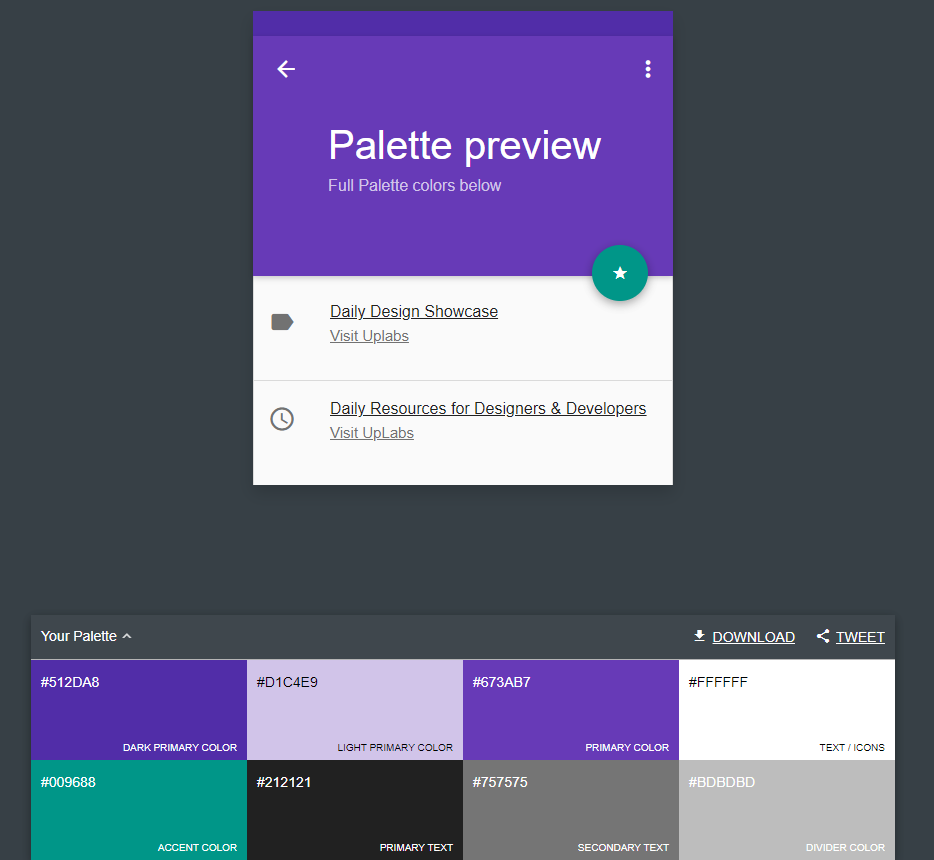 Palette preview
Full Palette colors below
Daily Design Showcase
Visit Uplabs
Daily Resources for Designers & Developers
Visit UpLabs
Your Palette DOWNLOAD TWEET
#512DA8 #D1C4E9 #673AB7 #FFFFFF
DARK PRIMARY COLOR LIGHT PRIMARY COLOR PRIMARY COLOR TEXT / ICONS
#009688 #212121 #757575 #BDBDBD
ACCENT COLOR PRIMARY TEXT SECONDARY TEXT DIVIDER COLOR